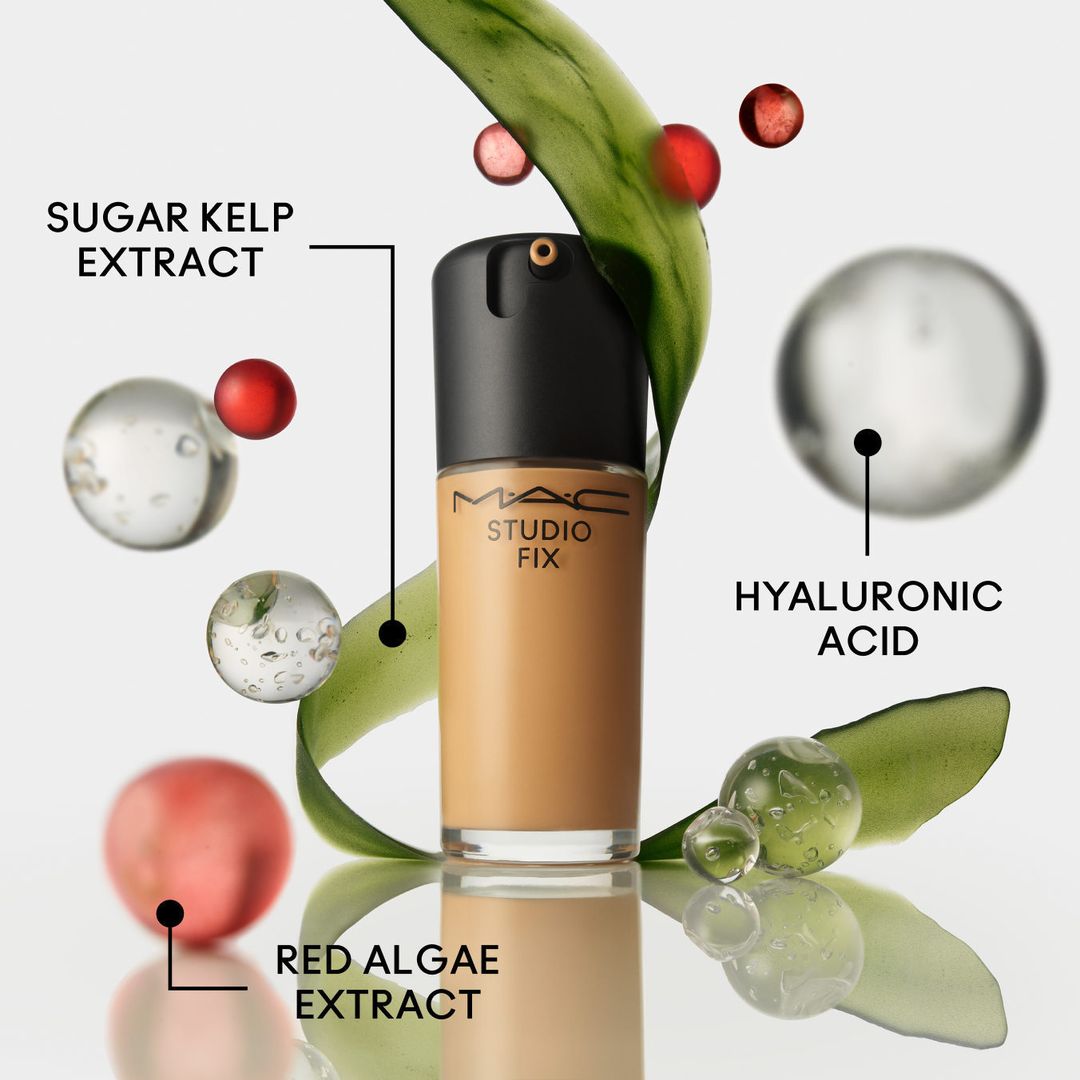 SUGAR KELP
EXTRACT
M·A·C
STUDIO
FIX
HYALURONIC
ACID
RED ALGAE
EXTRACT